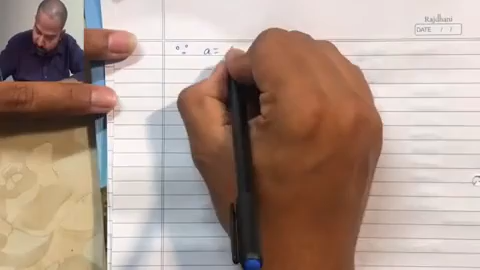 Rajdhani
DATE / /
∵ a=